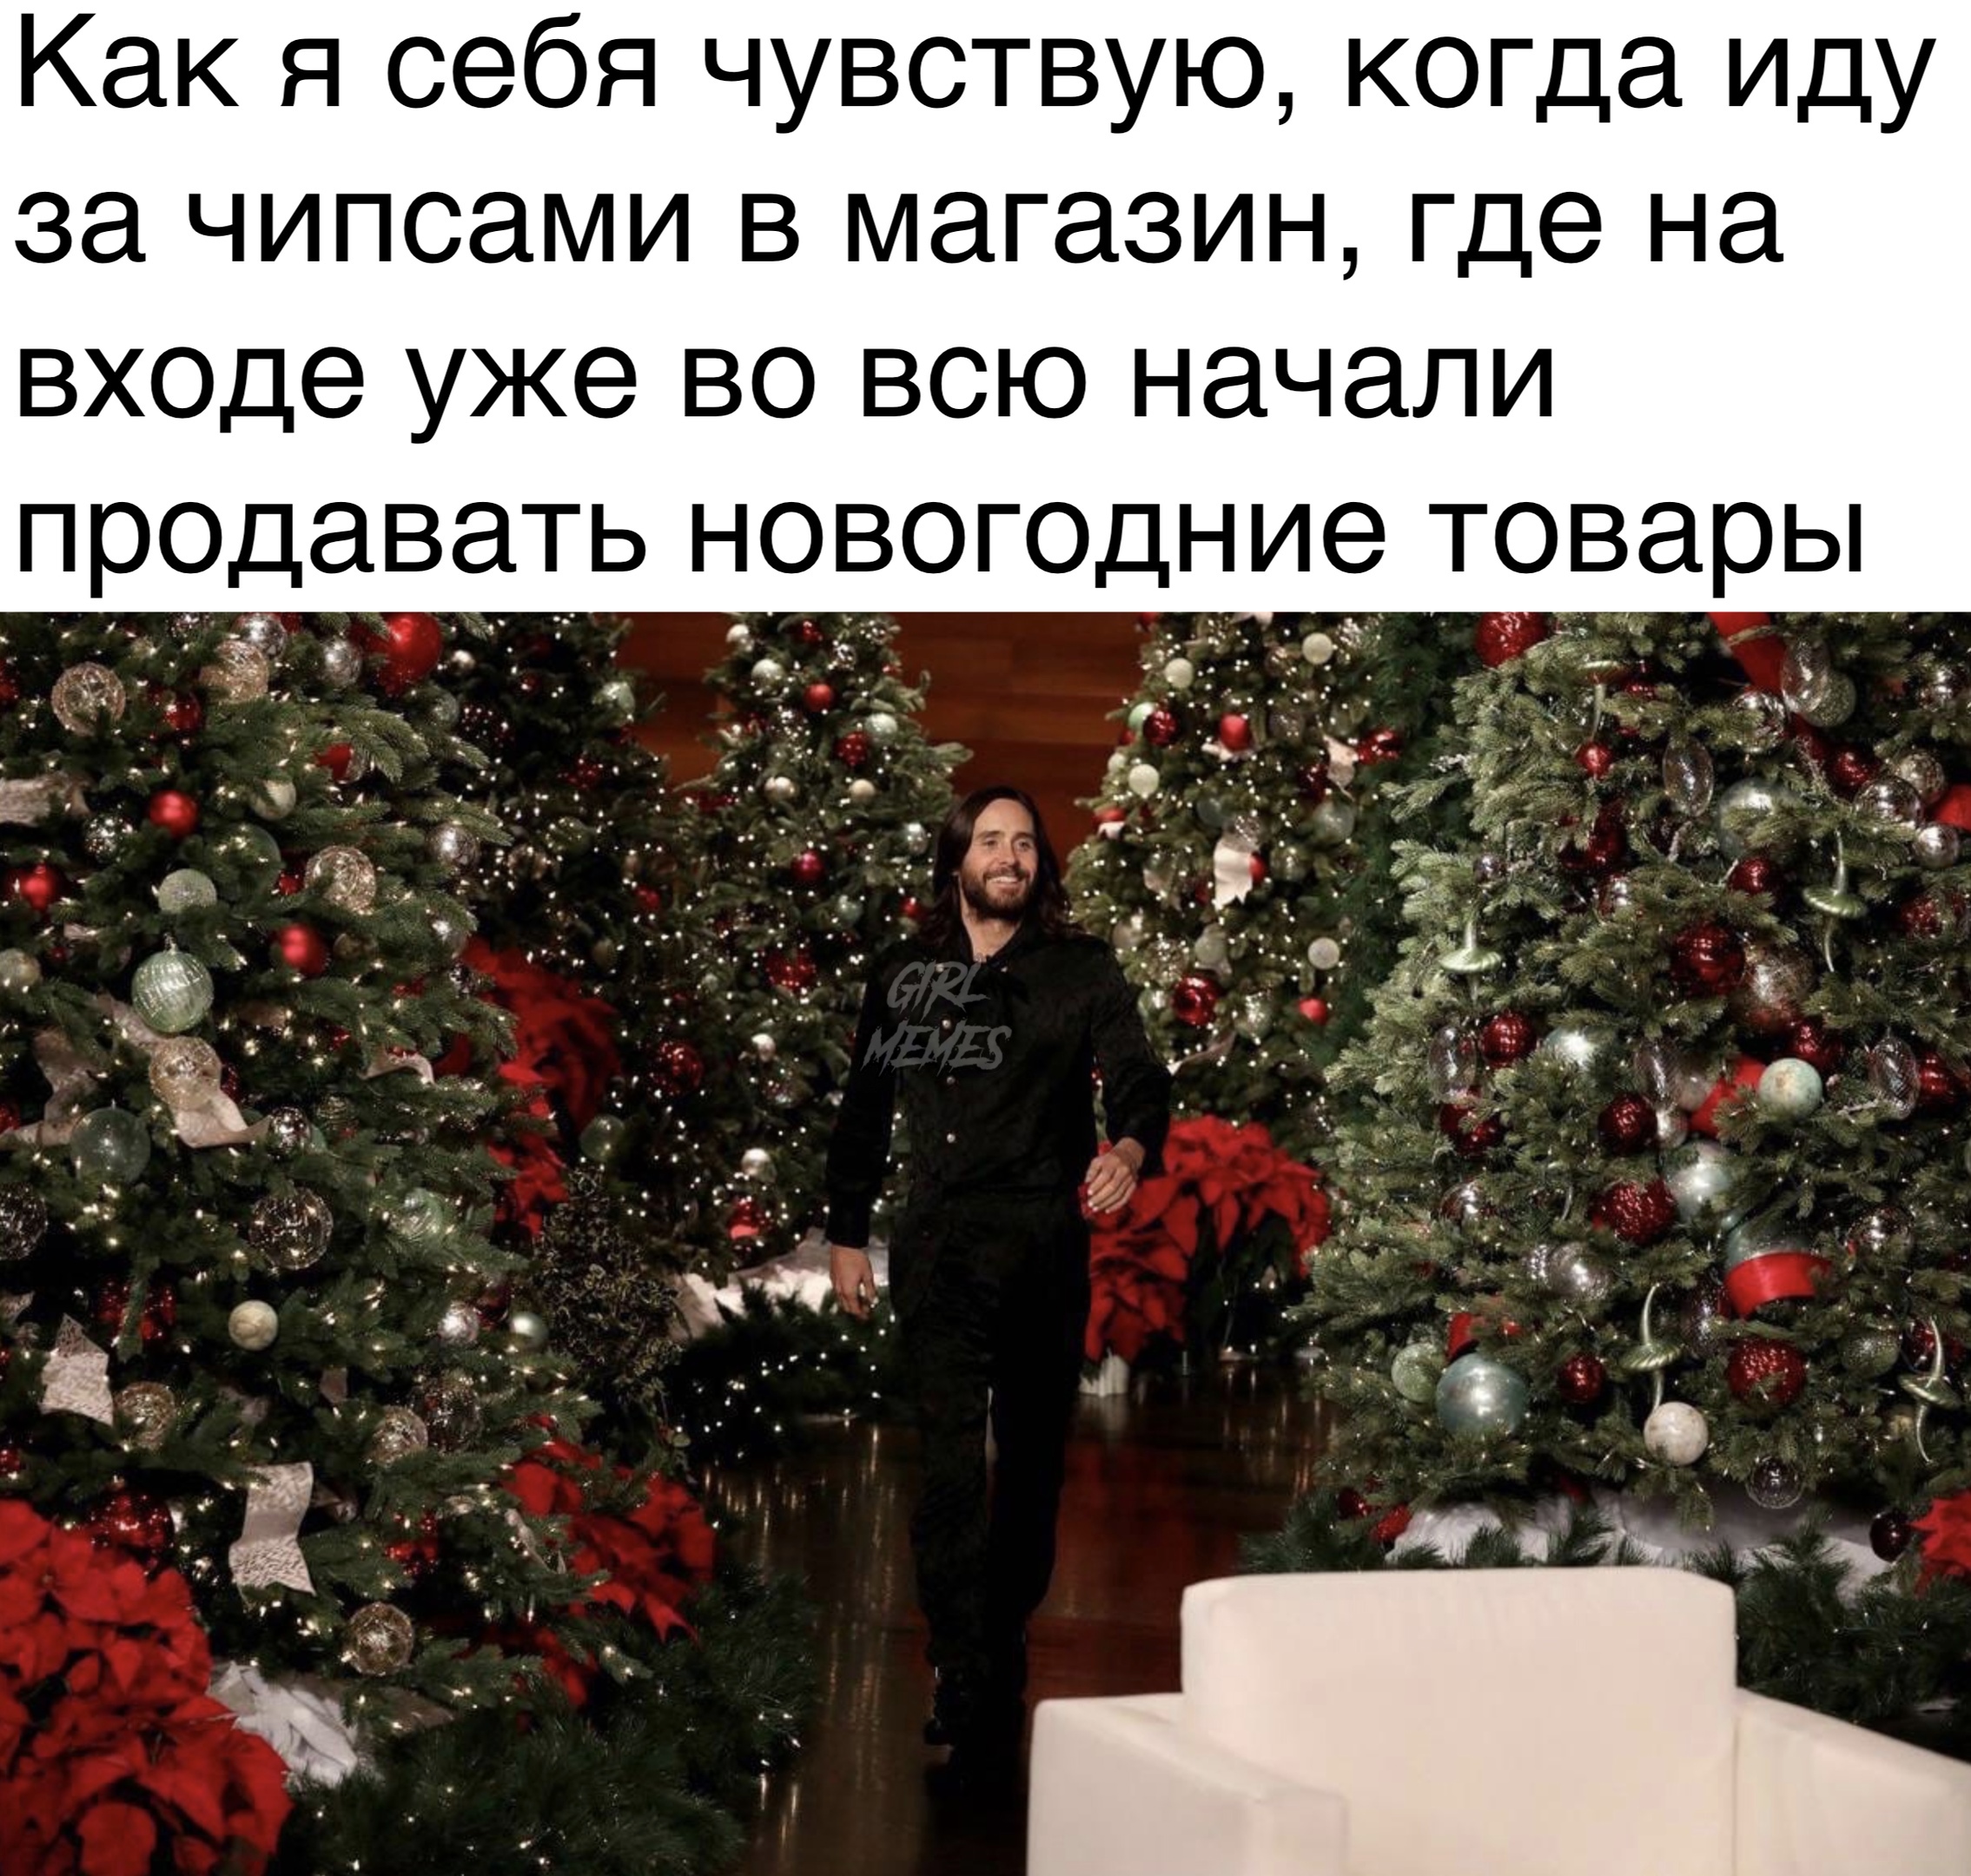 Как я себя чувствую, когда иду
за чипсами в магазин, где на
входе уже во всю начали
продавать новогодние товары
GIRL
MEMES